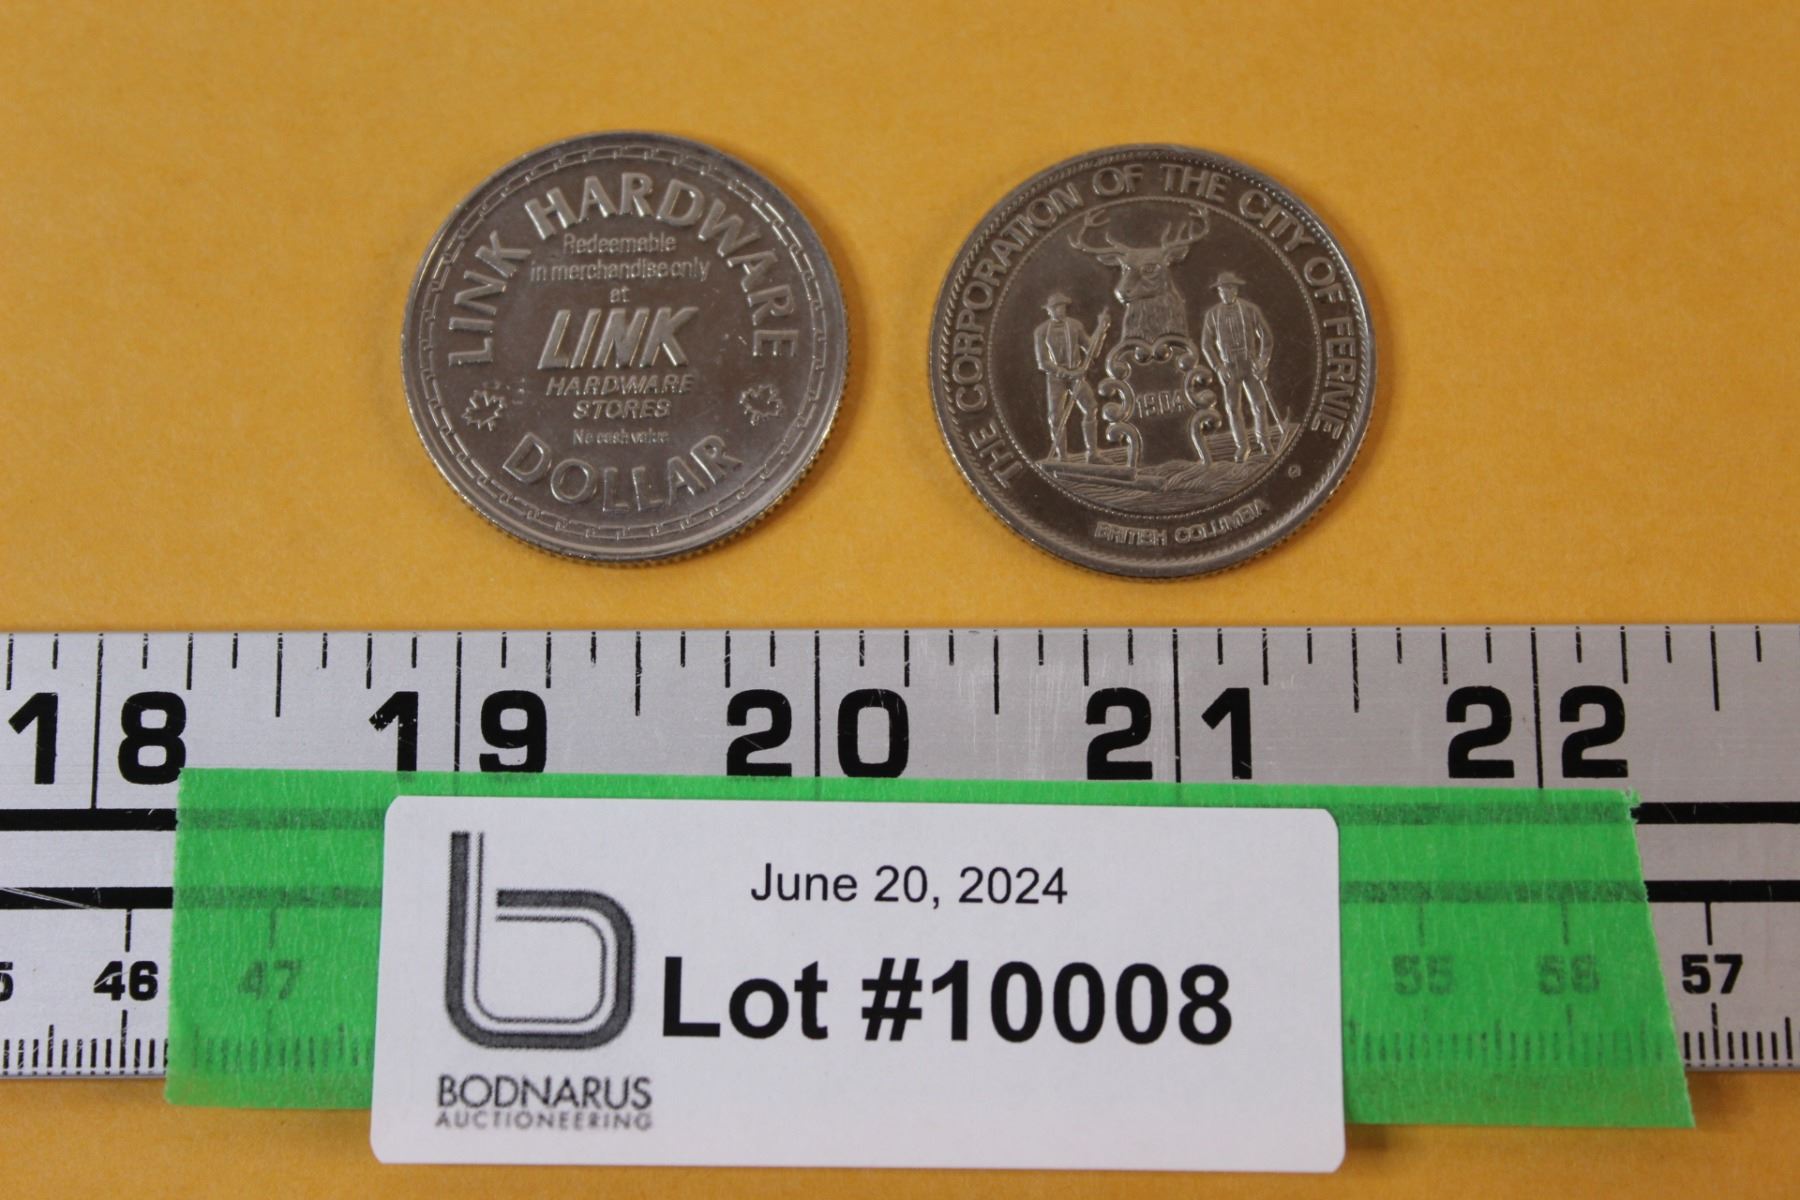 LINK HARDWARE
Redeemable
in merchandise only
at
LINK
HARDWARE
STORES
No cash value
DOLLAR
THE CORPORATION OF THE CITY OF FERNIE
1904
BRITISH COLUMBIA
18 19 20 21 22
June 20, 2024
Lot #10008
BODNARUS
AUCTIONEERING
46 47 55 56 57